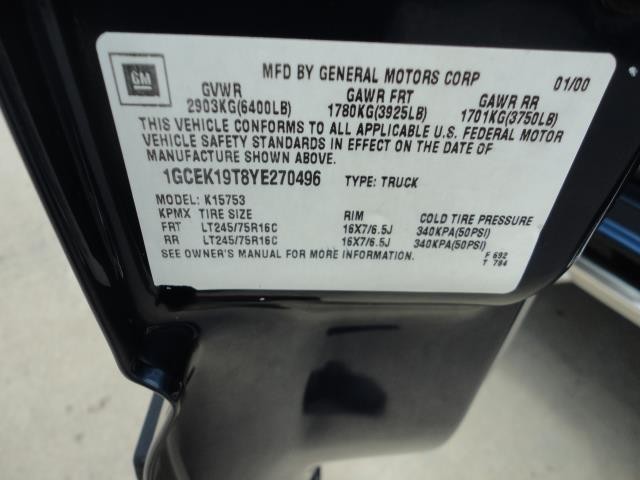 GM
MFD BY GENERAL MOTORS CORP 01/00
GVWR GAWR FRT GAWR RR
2903KG(6400LB) 1780KG(3925LB) 1701KG(3750LB)
THIS VEHICLE CONFORMS TO ALL APPLICABLE U.S. FEDERAL MOTOR
VEHICLE SAFETY STANDARDS IN EFFECT ON THE DATE OF
MANUFACTURE SHOWN ABOVE.
1GCEK19T8YE270496 TYPE: TRUCK
MODEL: K15753
KPMX TIRE SIZE RIM COLD TIRE PRESSURE
FRT LT245/75R16C 16X7/6.5J 340KPA(50PSI)
RR LT245/75R16C 16X7/6.5J 340KPA(50PSI)
SEE OWNER'S MANUAL FOR MORE INFORMATION. F 692
T 784